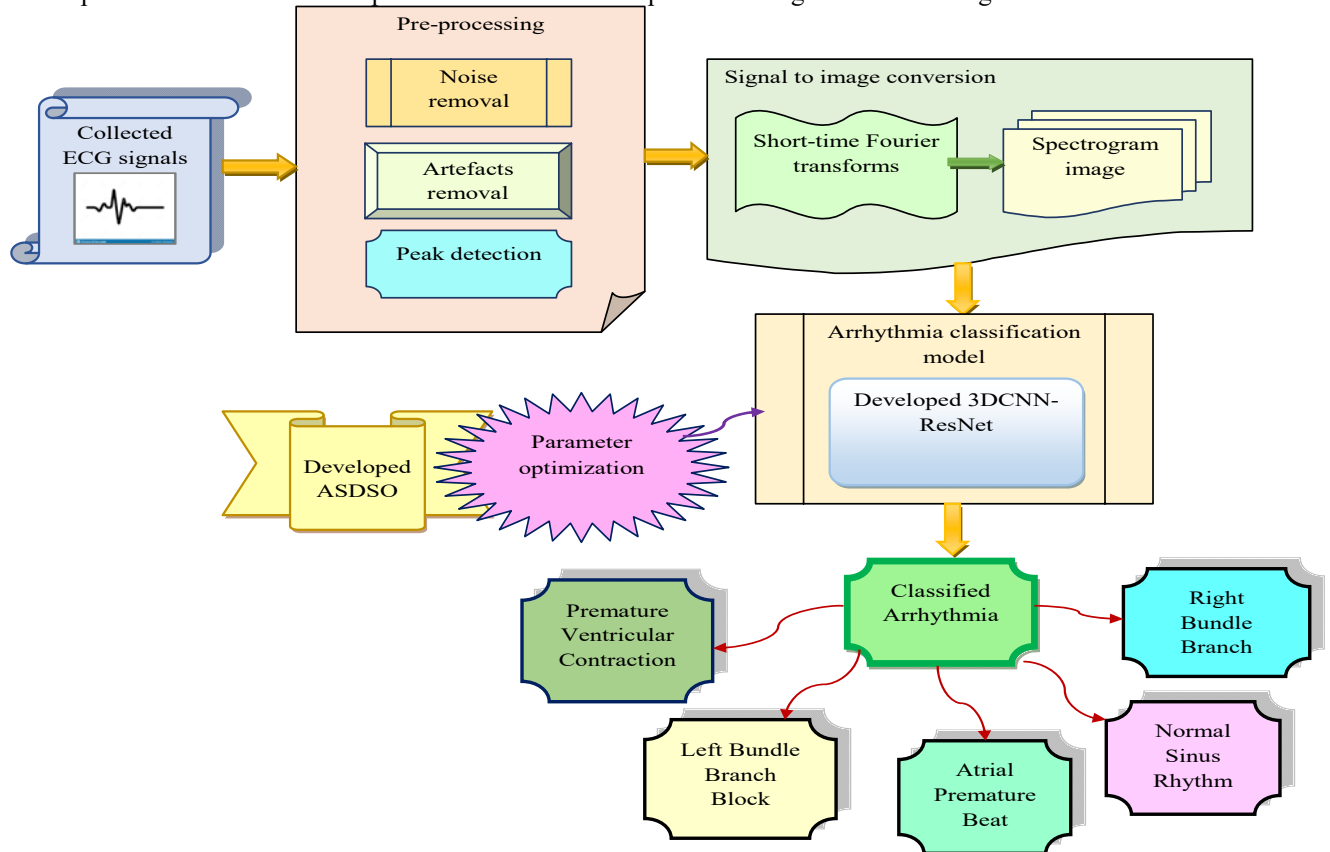 Pre-processing
Noise
removal
Artefacts
removal
Peak detection
Collected
ECG signals
Signal to image conversion
Short-time Fourier
transforms
Spectrogram
image
Arrhythmia classification
model
Developed 3DCNN-
ResNet
Parameter
optimization
Developed
ASDSO
Classified
Arrhythmia
Premature
Ventricular
Contraction
Left Bundle
Branch
Block
Atrial
Premature
Beat
Normal
Sinus
Rhythm
Right
Bundle
Branch